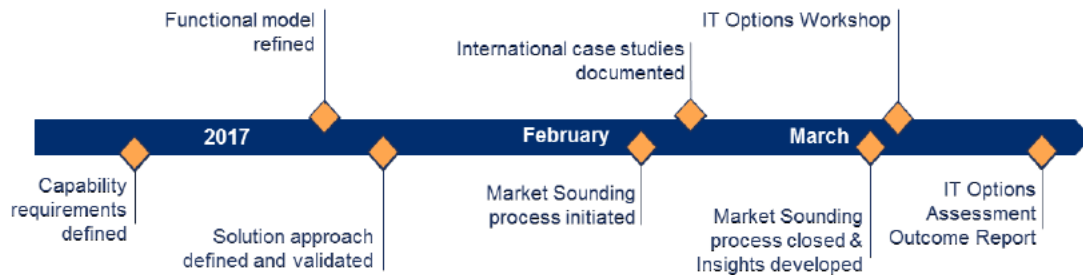 Functional model
refined
International case studies
documented
IT Options Workshop
2017
February
March
Capability
requirements
defined
Solution approach
defined and validated
Market Sounding
process initiated
Market Sounding
process closed &
Insights developed
IT Options
Assessment
Outcome Report